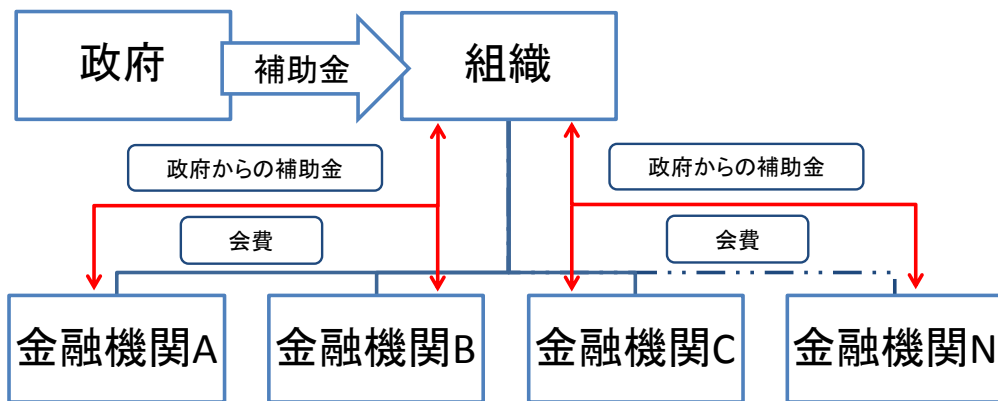 政府
補助金
組織
政府からの補助金
政府からの補助金
会費
会費
金融機関A
金融機関B
金融機関C
金融機関N